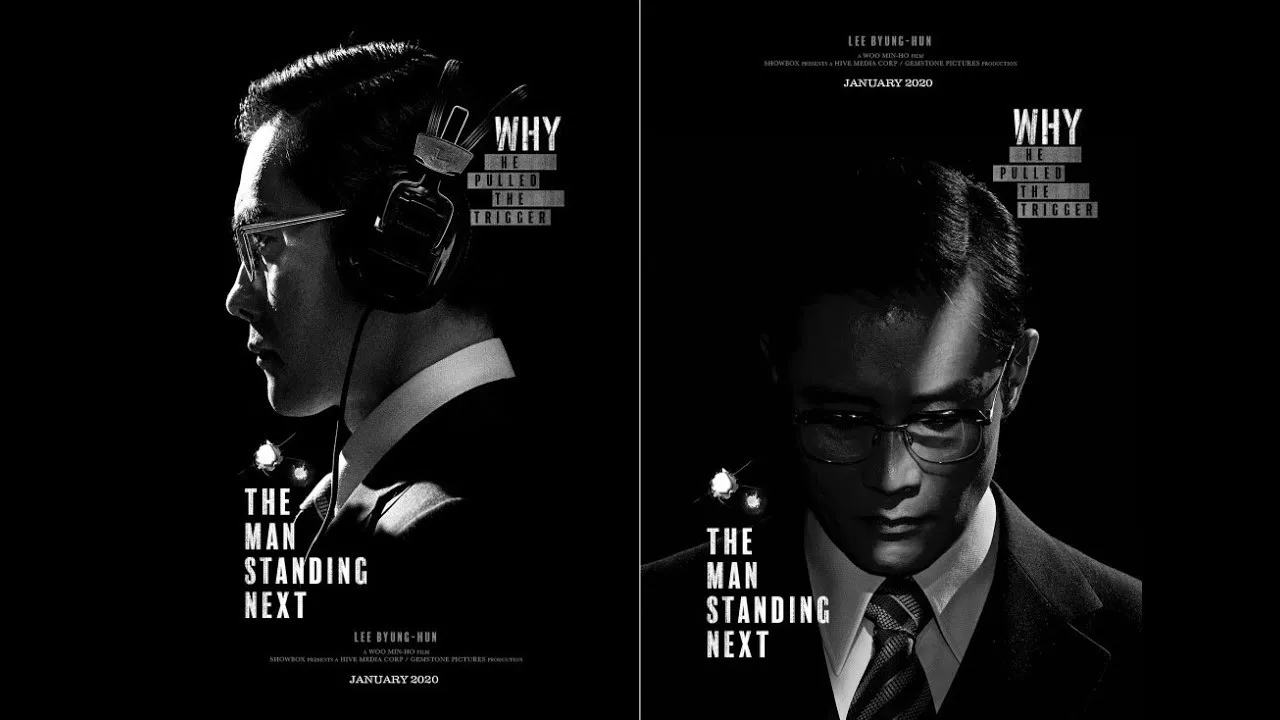 WHY
HE
PULLED
THE
TRIGGER
THE
MAN
STANDING
NEXT
LEE BYUNG-HUN
A WOO MIN-HO FILM
SHOWBOX PRESENTS A HIVE MEDIA CORP / GEMSTONE PICTURES PRODUCTION
JANUARY 2020
LEE BYUNG-HUN
A WOO MIN-HO FILM
SHOWBOX PRESENTS A HIVE MEDIA CORP / GEMSTONE PICTURES PRODUCTION
JANUARY 2020
WHY
HE
PULLED
THE
TRIGGER
THE
MAN
STANDING
NEXT